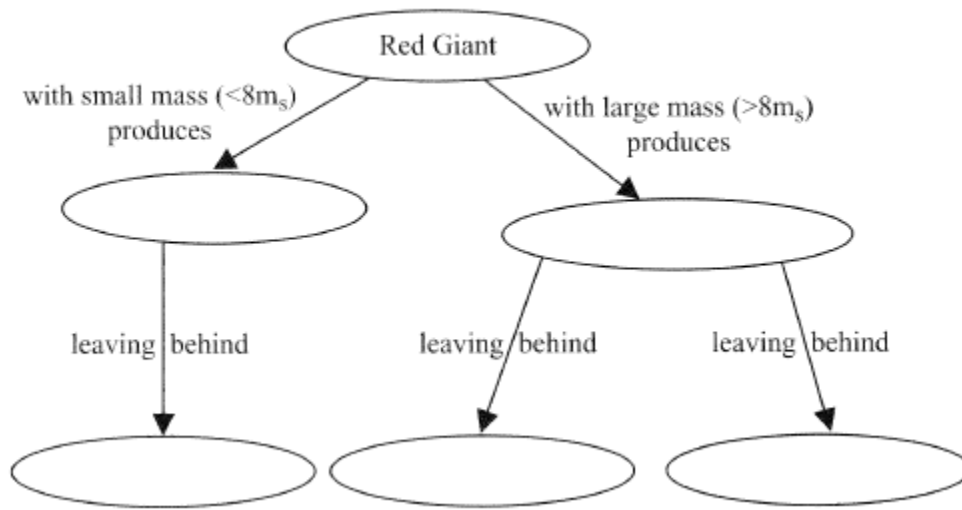 Red Giant
with small mass (<8mₛ)
produces
with large mass (>8mₛ)
produces
leaving behind
leaving behind
leaving behind